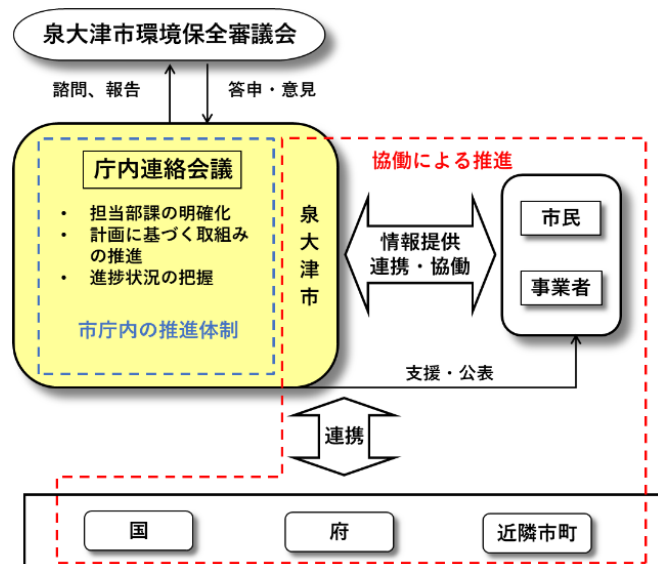 泉大津市環境保全審議会
諮問、報告
答申・意見
庁内連絡会議
• 担当部課の明確化
• 計画に基づく取組み
の推進
• 進捗状況の把握
市庁内の推進体制
泉大津市
協働による推進
情報提供
連携・協働
市民
事業者
支援・公表
連携
国
府
近隣市町